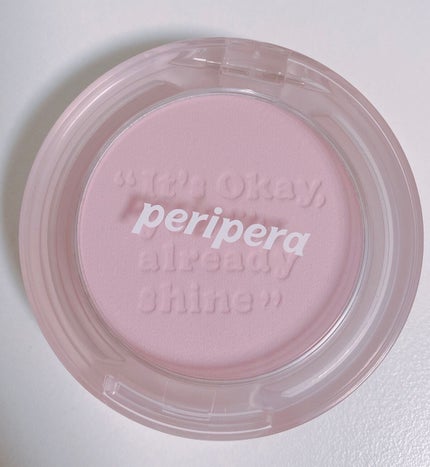 “It's Okay,
peripera
already
shine”